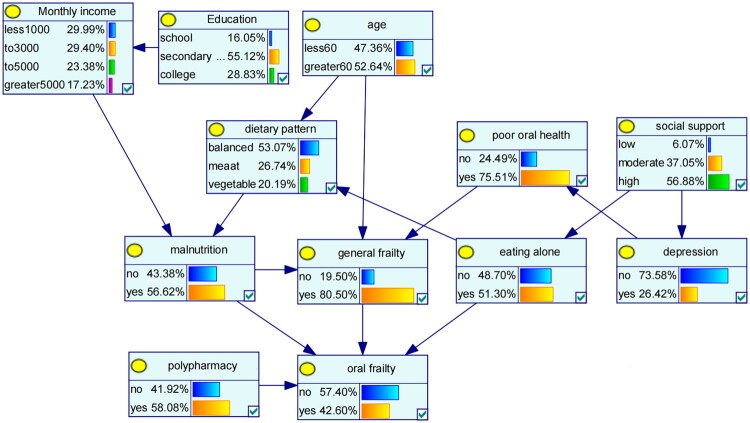 Monthly income
less1000 29.99%
to3000 29.40%
to5000 23.38%
greater5000 17.23%
Education
school 16.05%
secondary ... 55.12%
college 28.83%
age
less60 47.36%
greater60 52.64%
dietary pattern
balanced 53.07%
meaat 26.74%
vegetable 20.19%
poor oral health
no 24.49%
yes 75.51%
social support
low 6.07%
moderate 37.05%
high 56.88%
malnutrition
no 43.38%
yes 56.62%
general frailty
no 19.50%
yes 80.50%
eating alone
no 48.70%
yes 51.30%
depression
no 73.58%
yes 26.42%
polypharmacy
no 41.92%
yes 58.08%
oral frailty
no 57.40%
yes 42.60%